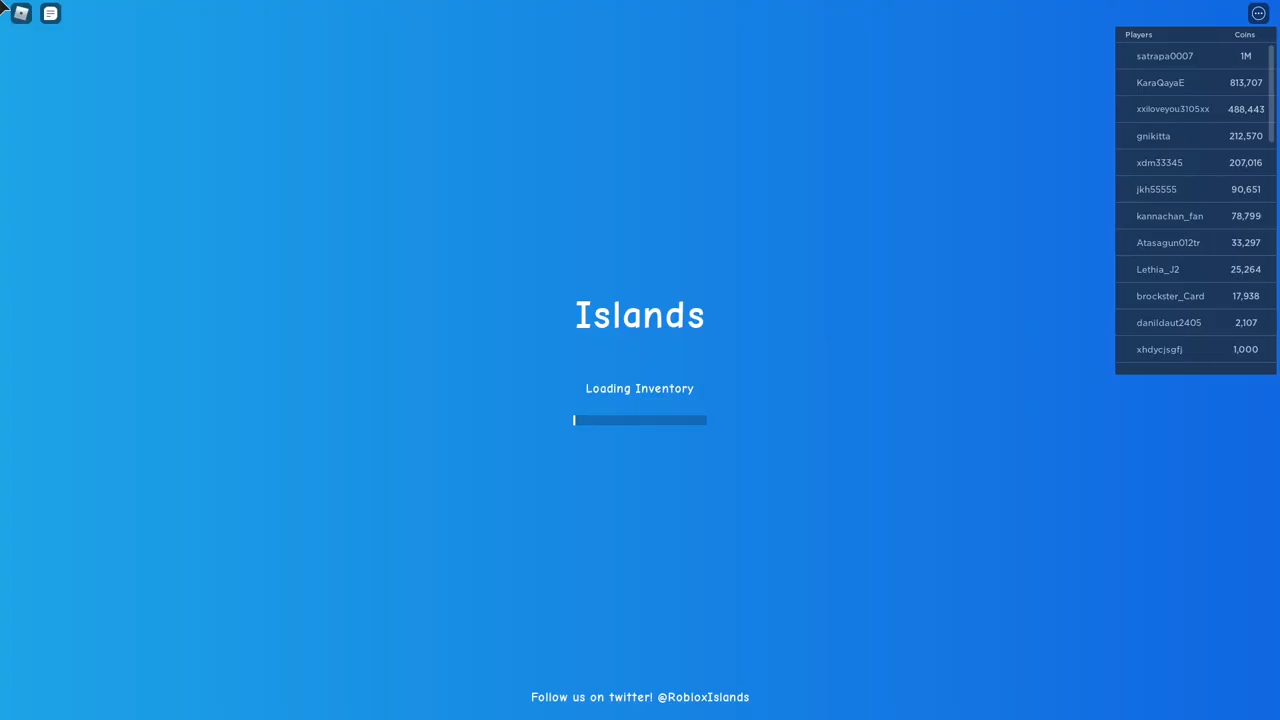 Players Coins
satrapa0007 1M
KaraQayaE 813,707
xxiloveyou3105xx 488,443
gnikitta 212,570
xdm33345 207,016
jkh55555 90,651
kannachan_fan 78,799
Atasagun012tr 33,297
Lethia_J2 25,264
brockster_Card 17,938
danildaut2405 2,107
xhdycjsgfj 1,000
Islands
Loading Inventory
Follow us on twitter! @RobloxIslands